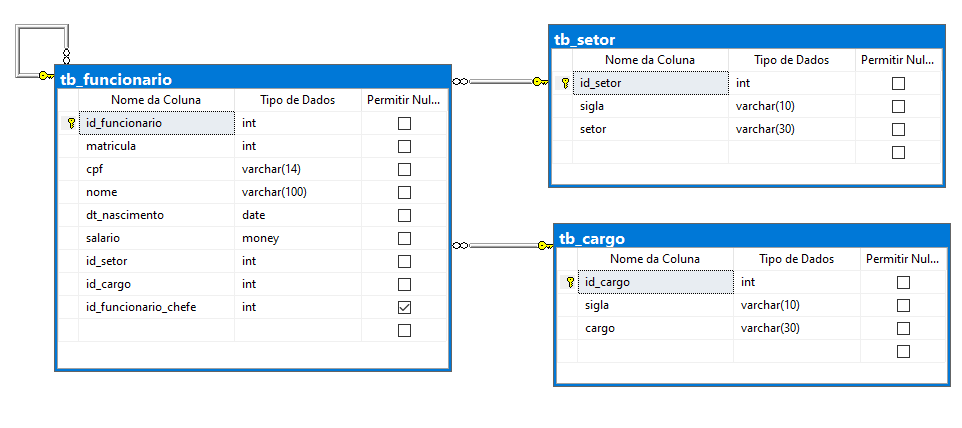 tb_funcionario
Nome da Coluna Tipo de Dados Permitir Nul...
id_funcionario int
matricula int
cpf varchar(14)
nome varchar(100)
dt_nascimento date
salario money
id_setor int
id_cargo int
id_funcionario_chefe int
tb_setor
Nome da Coluna Tipo de Dados Permitir Nul...
id_setor int
sigla varchar(10)
setor varchar(30)
tb_cargo
Nome da Coluna Tipo de Dados Permitir Nul...
id_cargo int
sigla varchar(10)
cargo varchar(30)